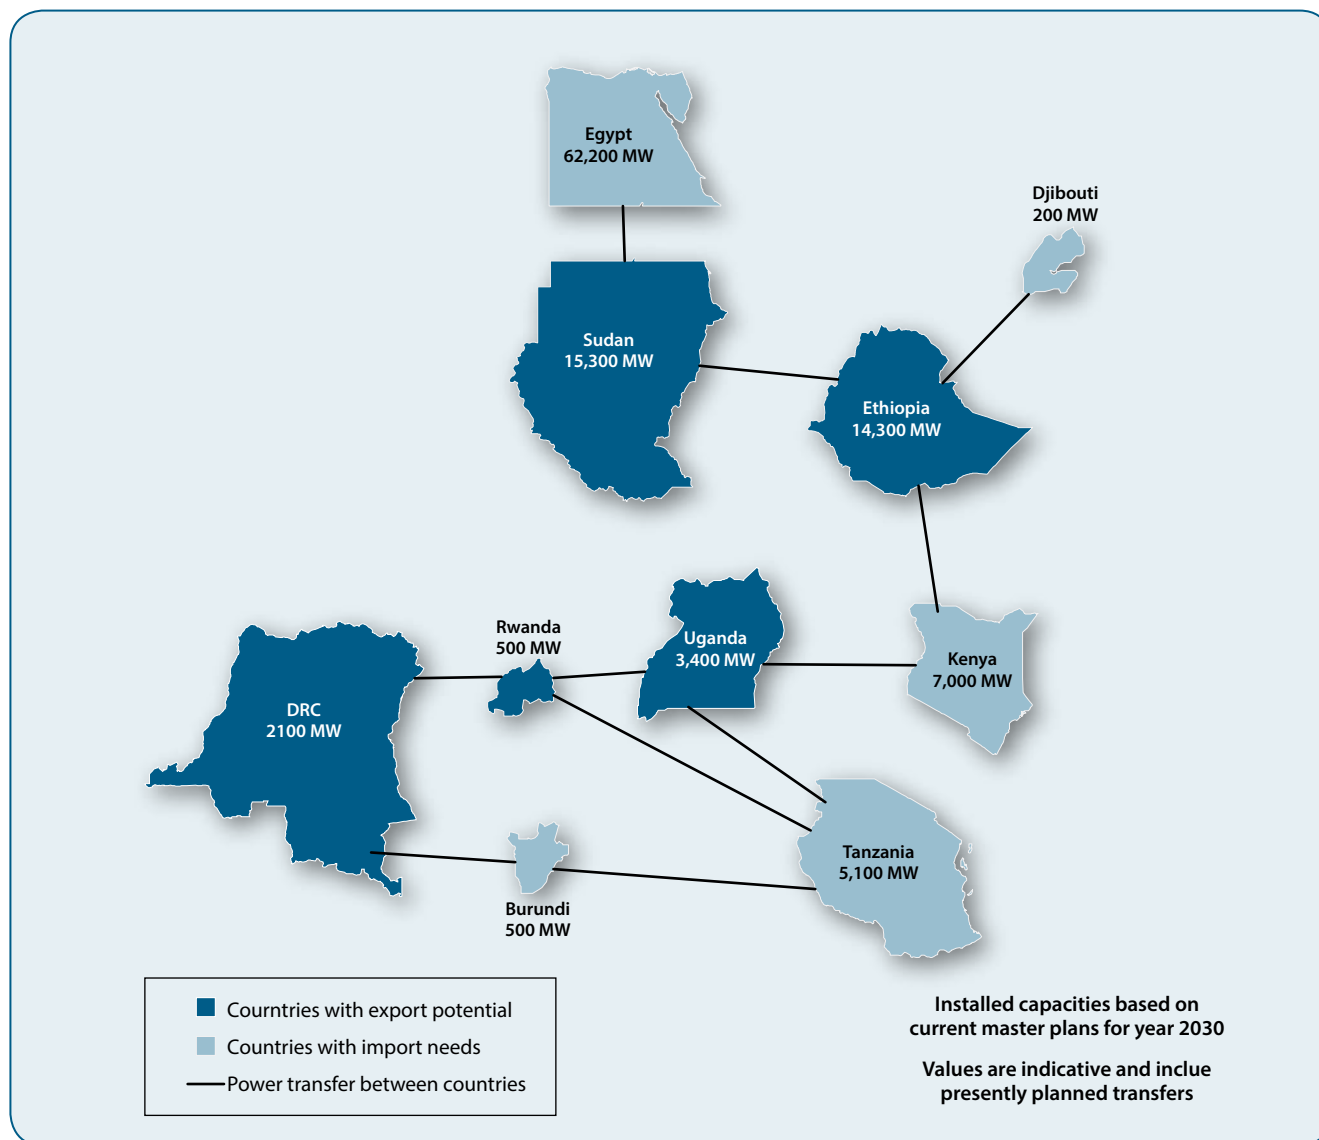 Egypt
62,200 MW
Djibouti
200 MW
Sudan
15,300 MW
Ethiopia
14,300 MW
Rwanda
500 MW
Uganda
3,400 MW
Kenya
7,000 MW
DRC
2100 MW
Tanzania
5,100 MW
Burundi
500 MW
Courntries with export potential
Countries with import needs
Power transfer between countries
Installed capacities based on
current master plans for year 2030
Values are indicative and inclue
presently planned transfers